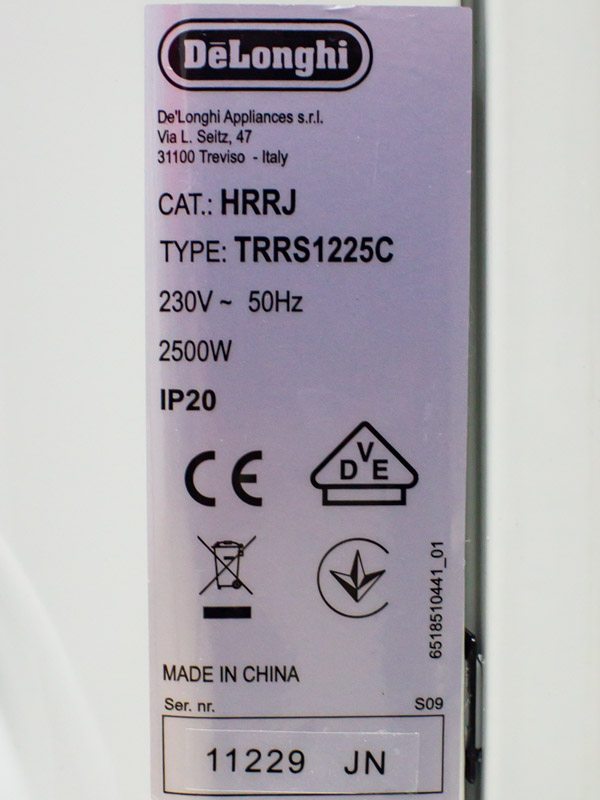 DēLonghi
De'Longhi Appliances s.r.l.
Via L. Seitz, 47
31100 Treviso - Italy
CAT.: HRRJ
TYPE: TRRS1225C
230V ~ 50Hz
2500W
IP20
CE
DVE
6518510441_01
MADE IN CHINA
Ser. nr. S09
11229 JN